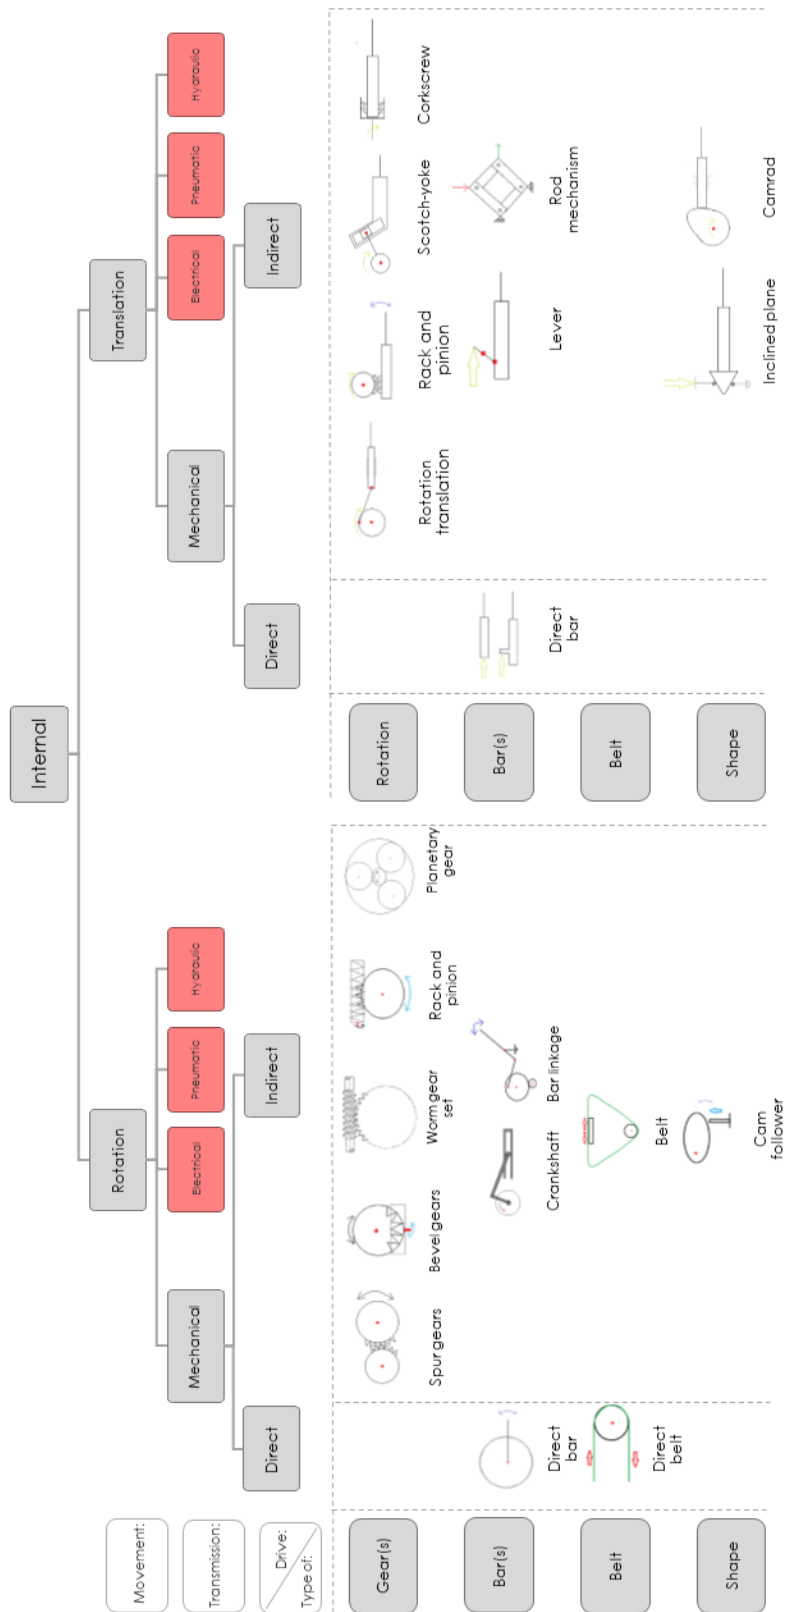 Internal
Movement:
Rotation
Translation
Transmission:
Mechanical
Electrical
Pneumatic
Hydraulic
Mechanical
Electrical
Pneumatic
Hydraulic
Drive:
Type of:
Direct
Indirect
Direct
Indirect
Gear(s)
Spur gears
Bevel gears
Worm gear
set
Rack and
pinion
Planetary
gear
Rotation
Rotation
translation
Rack and
pinion
Scotch-yoke
Corkscrew
Bar(s)
Direct
bar
Crankshaft
Bar linkage
Bar(s)
Direct
bar
Lever
Rod
mechanism
Belt
Direct
belt
Belt
Belt
Shape
Cam
follower
Shape
Inclined plane
Camrad